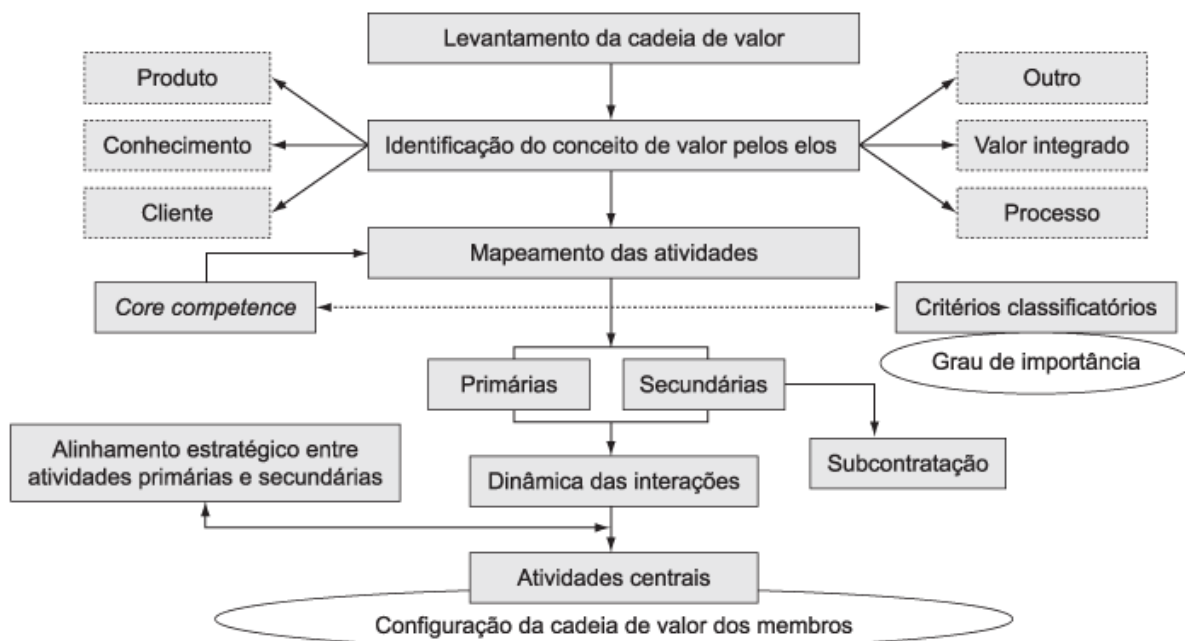 Levantamento da cadeia de valor
Produto
Outro
Conhecimento
Identificação do conceito de valor pelos elos
Valor integrado
Cliente
Processo
Mapeamento das atividades
Core competence
Critérios classificatórios
Grau de importância
Primárias
Secundárias
Alinhamento estratégico entre
atividades primárias e secundárias
Dinâmica das interações
Subcontratação
Atividades centrais
Configuração da cadeia de valor dos membros